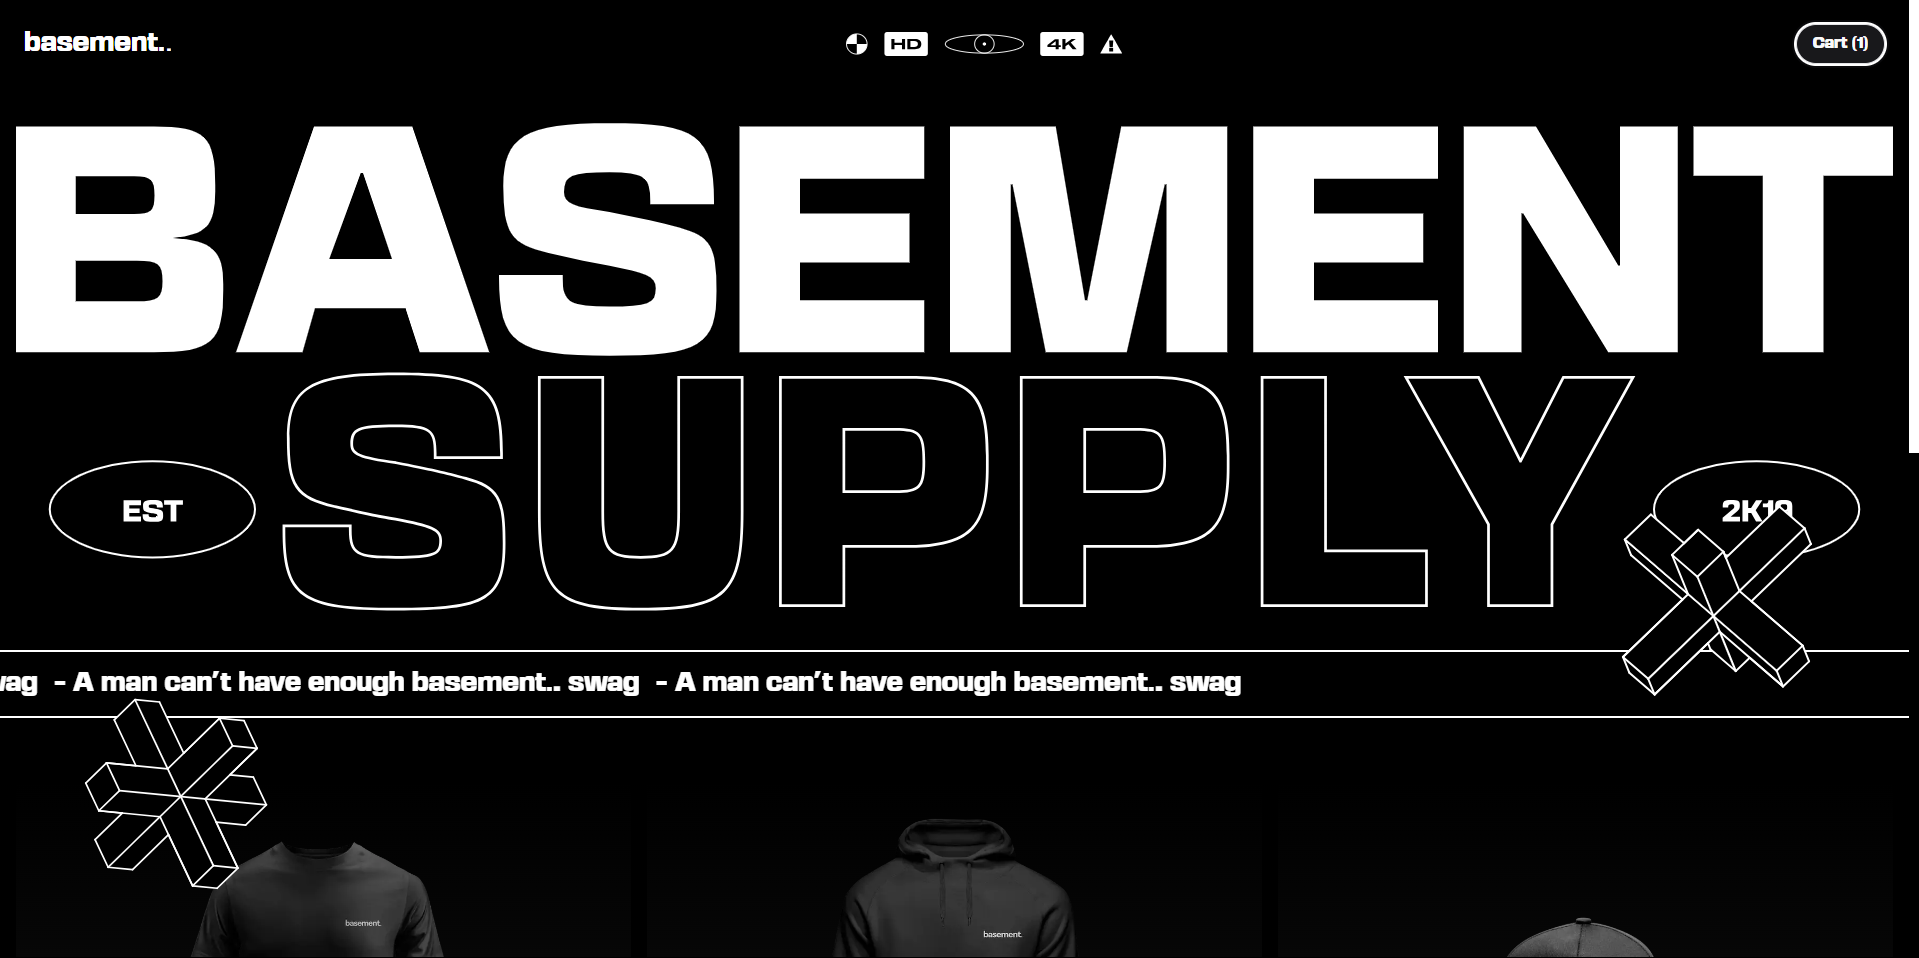 basement..
HD
4K
Cart (1)
BASEMENT
SUPPLY
EST
2K19
wag - A man can’t have enough basement.. swag - A man can’t have enough basement.. swag
basement.
basement.